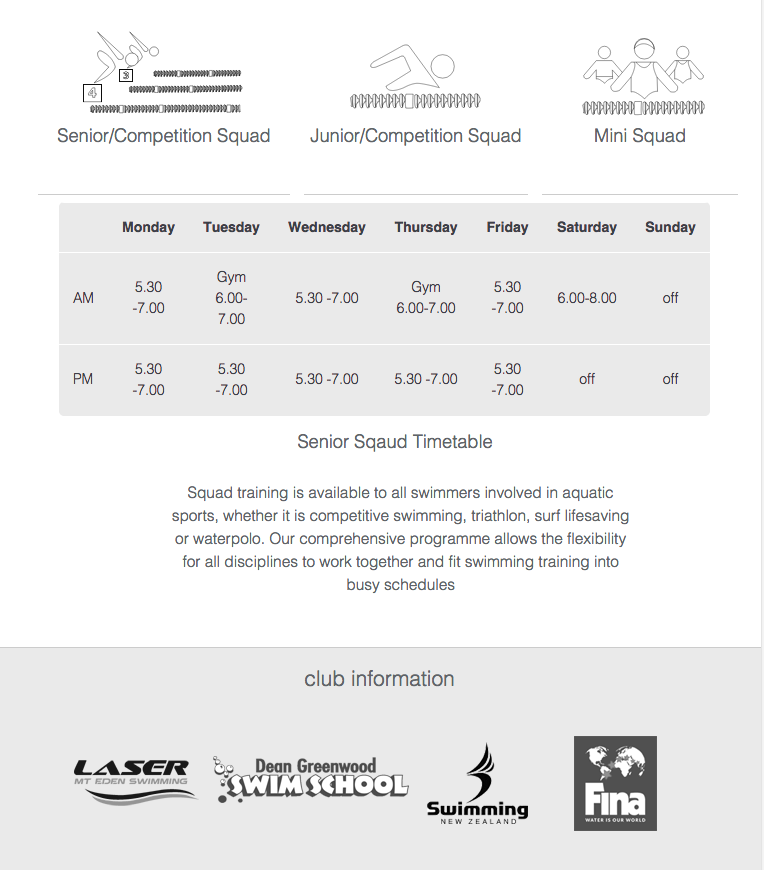 3
4
Senior/Competition Squad
Junior/Competition Squad
Mini Squad
Monday Tuesday Wednesday Thursday Friday Saturday Sunday
AM
5.30
-7.00
Gym
6.00-
7.00
5.30 -7.00
Gym
6.00-7.00
5.30
-7.00
6.00-8.00
off
PM
5.30
-7.00
5.30
-7.00
5.30 -7.00
5.30 -7.00
5.30
-7.00
off
off
Senior Sqaud Timetable
Squad training is available to all swimmers involved in aquatic
sports, whether it is competitive swimming, triathlon, surf lifesaving
or waterpolo. Our comprehensive programme allows the flexibility
for all disciplines to work together and fit swimming training into
busy schedules
club information
LASER
MT EDEN SWIMMING
Dean Greenwood
SWIM SCHOOL
Swimming
NEW ZEALAND
Fina
WATER IS OUR WORLD